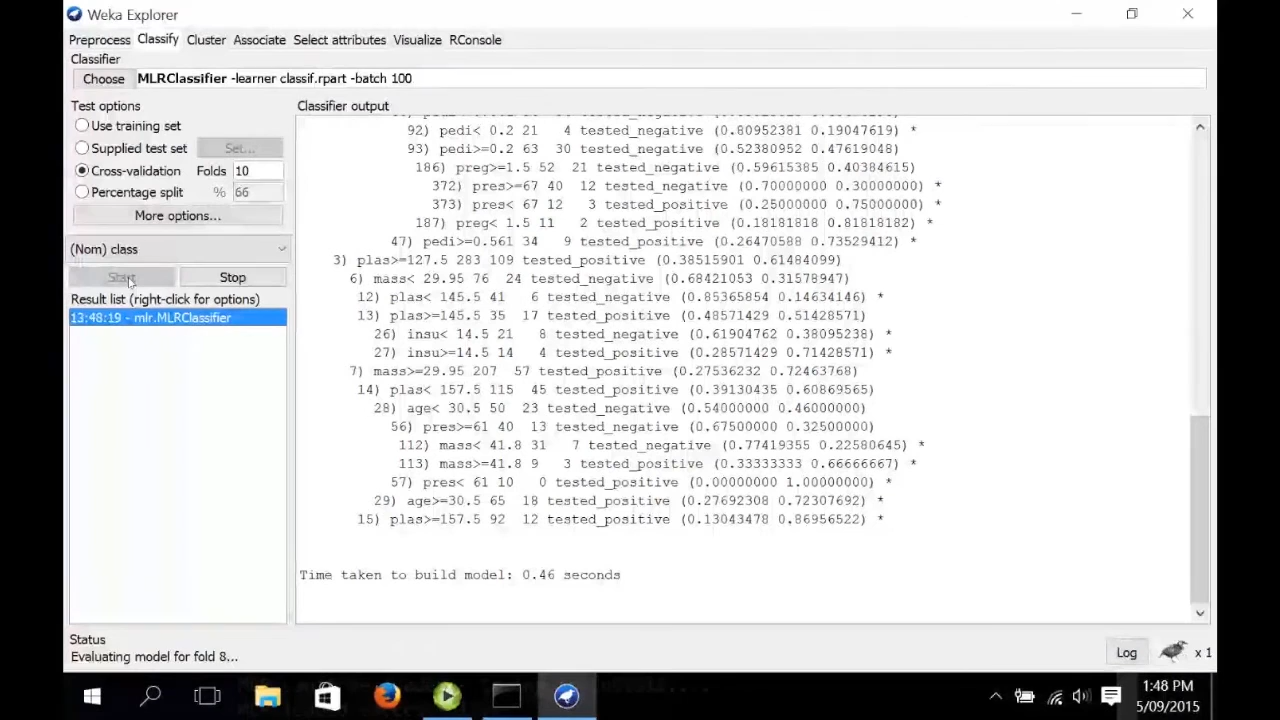 Weka Explorer
Preprocess Classify Cluster Associate Select attributes Visualize RConsole
Classifier
Choose MLRClassifier -learner classif.rpart -batch 100
Test options
Use training set
Supplied test set Set...
Cross-validation Folds 10
Percentage split % 66
More options...
(Nom) class
Start Stop
Result list (right-click for options)
13:48:19 - mlr.MLRClassifier
Classifier output
92) pedi< 0.2 21 4 tested_negative (0.80952381 0.19047619) *
93) pedi>=0.2 63 30 tested_negative (0.52380952 0.47619048)
186) preg>=1.5 52 21 tested_negative (0.59615385 0.40384615)
372) pres>=67 40 12 tested_negative (0.70000000 0.30000000) *
373) pres< 67 12 3 tested_positive (0.25000000 0.75000000) *
187) preg< 1.5 11 2 tested_positive (0.18181818 0.81818182) *
47) pedi>=0.561 34 9 tested_positive (0.26470588 0.73529412) *
3) plas>=127.5 283 109 tested_positive (0.38515901 0.61484099)
6) mass< 29.95 76 24 tested_negative (0.68421053 0.31578947)
12) plas< 145.5 41 6 tested_negative (0.85365854 0.14634146) *
13) plas>=145.5 35 17 tested_positive (0.48571429 0.51428571)
26) insu< 14.5 21 8 tested_negative (0.61904762 0.38095238) *
27) insu>=14.5 14 4 tested_positive (0.28571429 0.71428571) *
7) mass>=29.95 207 57 tested_positive (0.27536232 0.72463768)
14) plas< 157.5 115 45 tested_positive (0.39130435 0.60869565)
28) age< 30.5 50 23 tested_negative (0.54000000 0.46000000)
56) pres>=61 40 13 tested_negative (0.67500000 0.32500000)
112) mass< 41.8 31 7 tested_negative (0.77419355 0.22580645) *
113) mass>=41.8 9 3 tested_positive (0.33333333 0.66666667) *
57) pres< 61 10 0 tested_positive (0.00000000 1.00000000) *
29) age>=30.5 65 18 tested_positive (0.27692308 0.72307692) *
15) plas>=157.5 92 12 tested_positive (0.13043478 0.86956522) *
Time taken to build model: 0.46 seconds
Status
Evaluating model for fold 8...
Log x 1
1:48 PM
5/09/2015